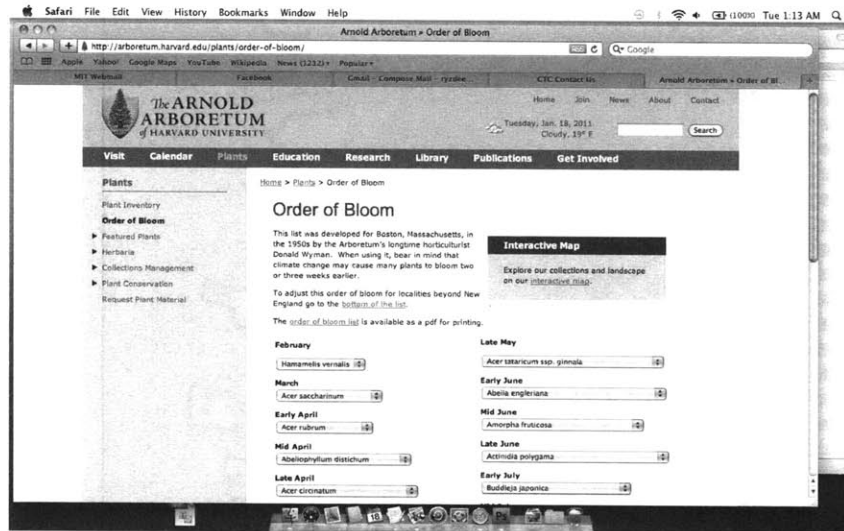 Safari File Edit View History Bookmarks Window Help
(100%) Tue 1:13 AM
Arnold Arboretum » Order of Bloom
http://arboretum.harvard.edu/plants/order-of-bloom/
Google
Apple Yahoo! Google Maps YouTube Wikipedia News (1212) Popular
MIT Webmail Facebook Gmail – Compose Mail – CTC Contact Us Arnold Arboretum » Order of Bl...
The ARNOLD
ARBORETUM
of HARVARD UNIVERSITY
Home Join News About Contact
Tuesday, Jan. 18, 2011
Cloudy, 19° F
Search
Visit Calendar Plants Education Research Library Publications Get Involved
Plants
Plant Inventory
Order of Bloom
Featured Plants
Herbaria
Collections Management
Plant Conservation
Request Plant Material
Home > Plants > Order of Bloom
Order of Bloom
This list was developed for Boston, Massachusetts, in
the 1950s by the Arboretum's longtime horticulturist
Donald Wyman. When using it, bear in mind that
climate change may cause many plants to bloom two
or three weeks earlier.
To adjust this order of bloom for localities beyond New
England go to the bottom of the list.
The order of bloom list is available as a pdf for printing.
Interactive Map
Explore our collections and landscape
on our interactive map.
February
Hamamelis vernalis
March
Acer saccharinum
Early April
Acer rubrum
Mid April
Abeliophyllum distichum
Late April
Acer circinatum
Late May
Acer tataricum ssp. ginnala
Early June
Abelia engleriana
Mid June
Amorpha fruticosa
Late June
Actinidia polygama
Early July
Buddleja japonica
18
Ps